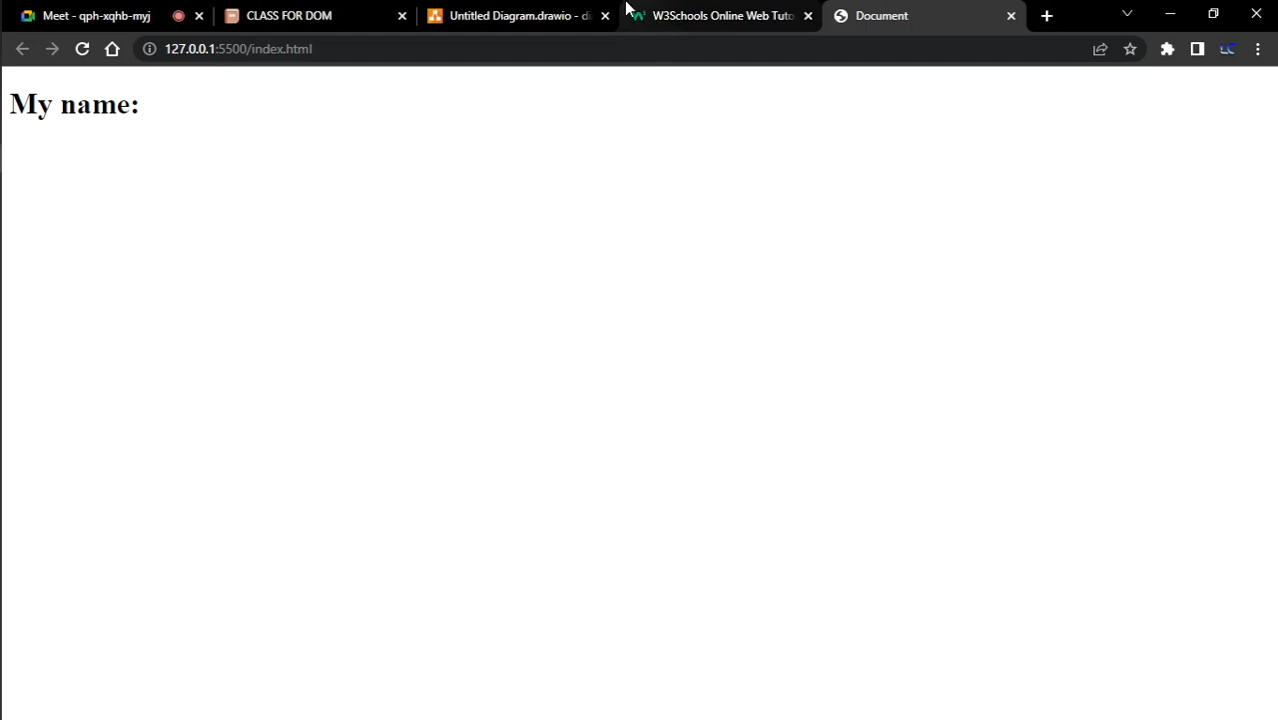 Meet - qph-xqhb-myj
CLASS FOR DOM
Untitled Diagram.drawio - di
W3Schools Online Web Tuto
Document
127.0.0.1:5500/index.html
My name: